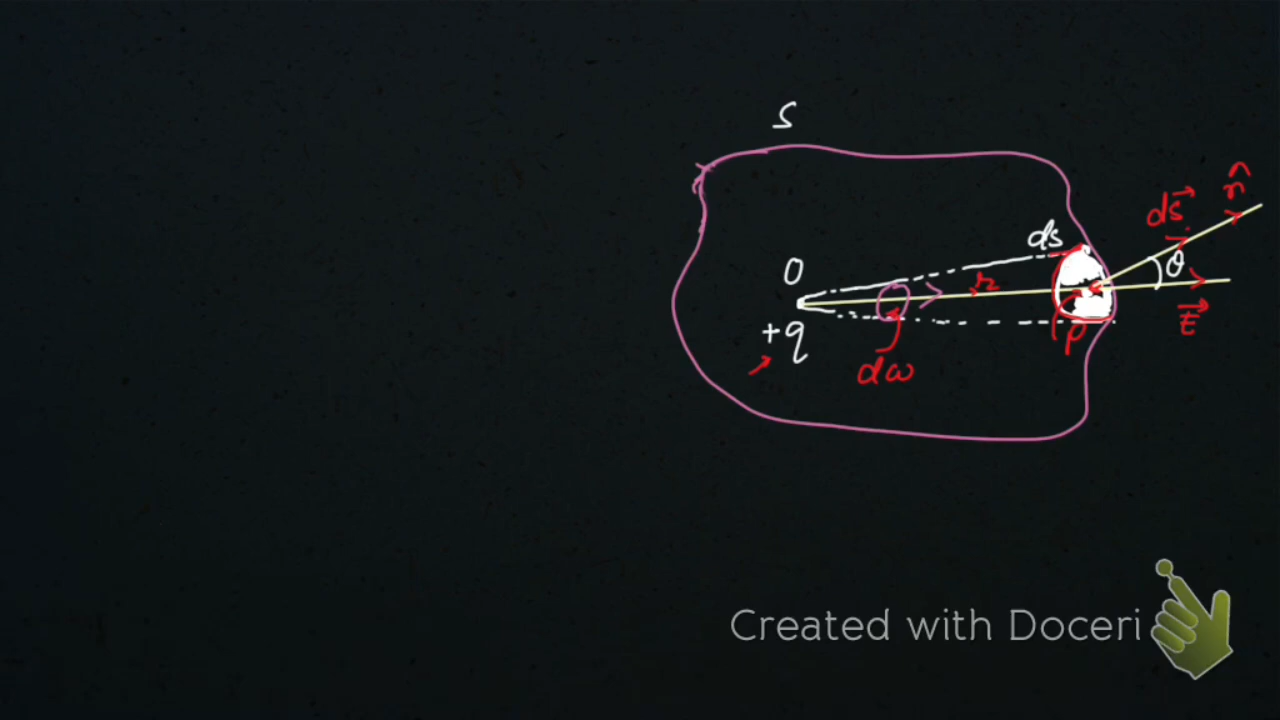 S
ds
O
+q
r
dω
P
θ
ds⃗
n̂
E⃗
Created with Doceri